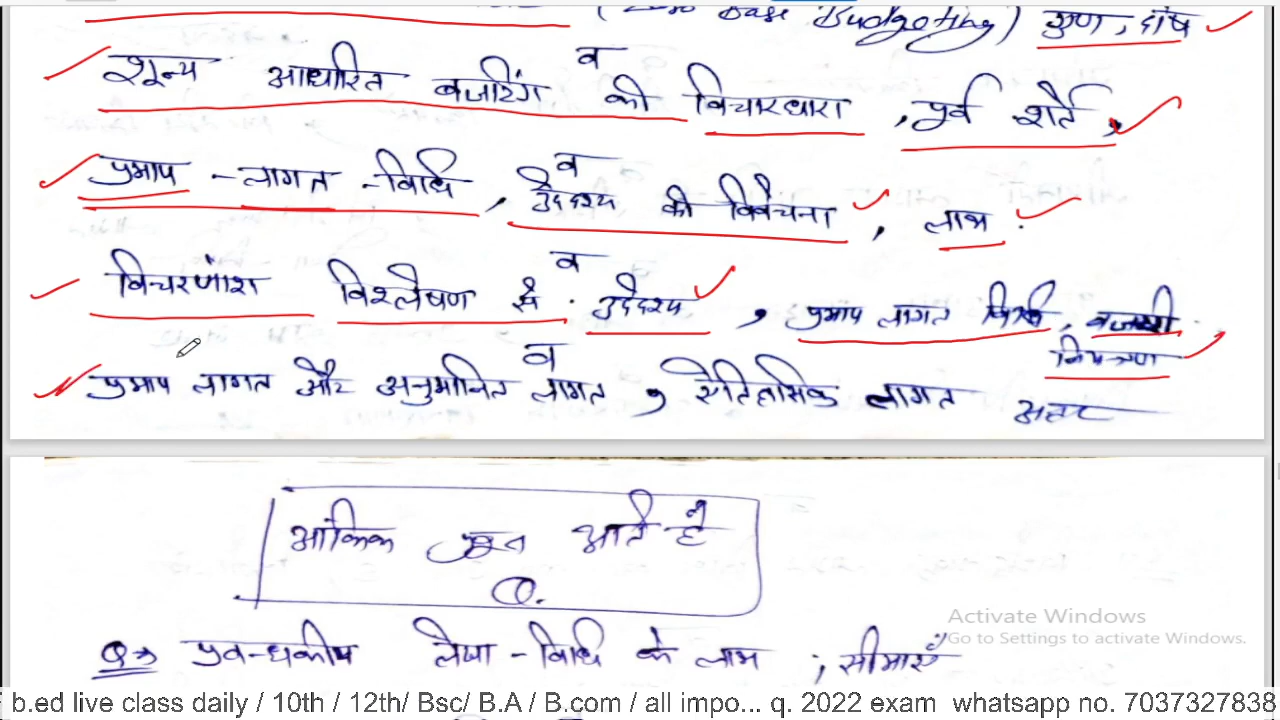 Base Budgeting) गुण, दोष
शून्य आधारित बजटिंग व की विचारधारा , पूर्व शर्ते ,
प्रमाप - लागत - विधि , व उद्देश्य की विवेचना , लाभ .
विचरणांश विश्लेषण से व उद्देश्य , प्रमाप लागत विधि , बजटरी
नियंत्रण
प्रमाप लागत और अनुमानित व लागत , ऐतिहासिक लागत अन्तर
आंकिक प्रश्न आते हैं
Q.
Q→ प्रबन्धकीय लेखा - विधि के लाभ , सीमाएँ
Activate Windows
Go to Settings to activate Windows.
b.ed live class daily / 10th / 12th/ Bsc/ B.A / B.com / all impo... q. 2022 exam whatsapp no. 7037327838